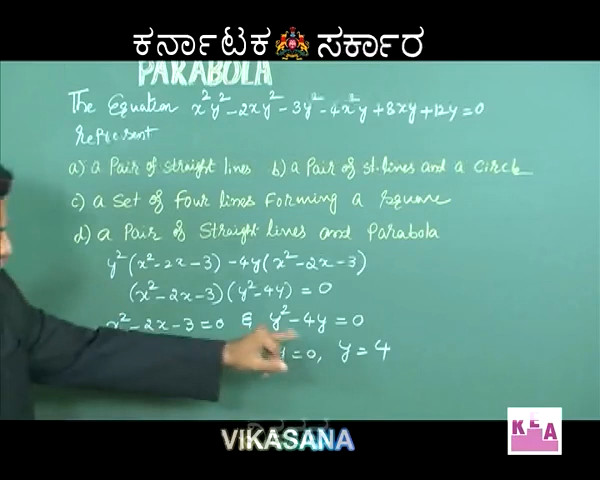 ಕರ್ನಾಟಕ ಸರ್ಕಾರ
PARABOLA
The Equation x²y² - 2xy² - 3y² - 4x²y + 8xy + 12y = 0
Represent
a) a Pair of straight lines b) a Pair of st. lines and a Circle
c) a Set of Four lines Forming a Square
d) a Pair of Straight lines and Parabola
y²(x² - 2x - 3) - 4y(x² - 2x - 3)
(x² - 2x - 3)(y² - 4y) = 0
x² - 2x - 3 = 0 & y² - 4y = 0
y = 0, y = 4
KEA
VIKASANA